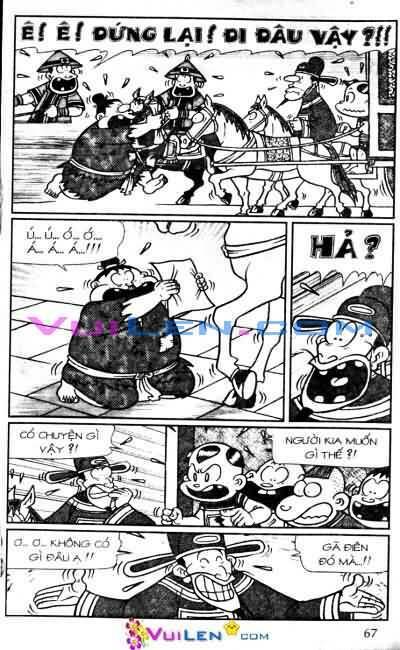 Ê! Ê! ĐỨNG LẠI! ĐI ĐÂU VẬY?!!
Ú... Ú... Ớ... Ớ....
Á... Á... Á...!!!
HẢ?
VUILEN.COM
CÓ CHUYỆN GÌ
VẬY?!
NGƯỜI KIA MUỐN
GÌ THẾ?!
Ơ... Ơ... KHÔNG CÓ
GÌ ĐÂU Ạ..!!
GÃ ĐIÊN
ĐÓ MÀ...!!
67
VUILEN.COM